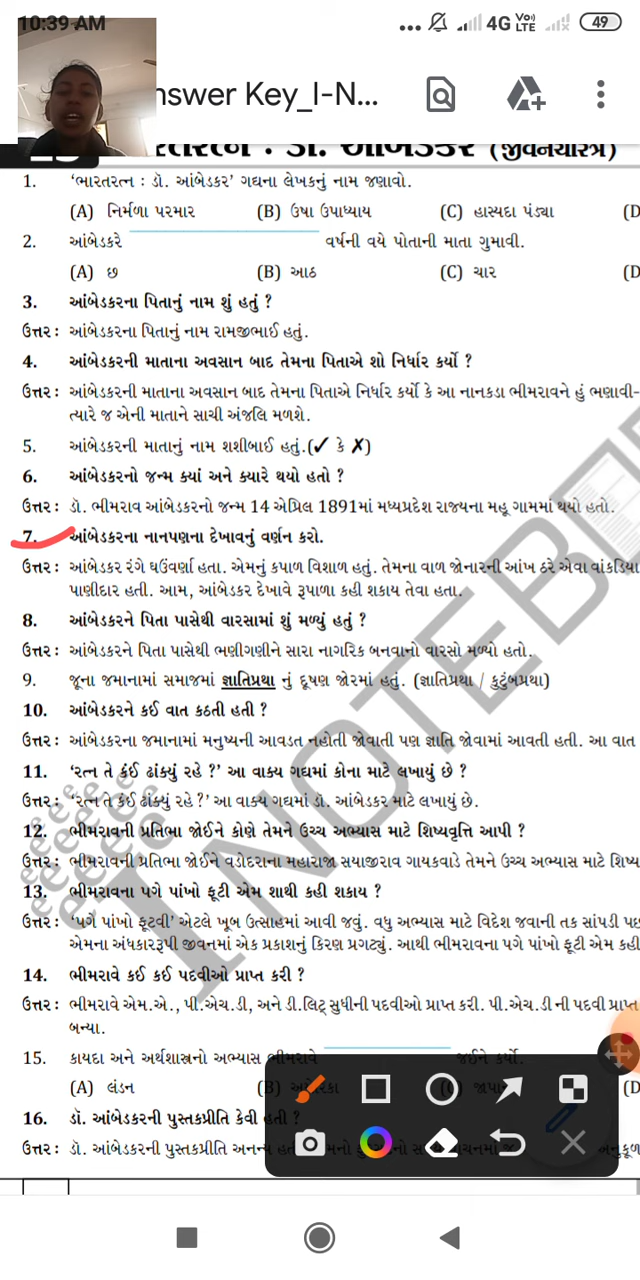 10:39 AM
4G VoLTE 49
nswer Key_I-N...
ભારતરત્ન : ડૉ. આંબેડકર (જીવનચરિત્ર)
1. ‘ભારતરત્ન : ડૉ. આંબેડકર’ ગદ્યના લેખકનું નામ જણાવો.
(A) નિર્મળા પરમાર (B) ઉષા ઉપાધ્યાય (C) હાસ્યદા પંડ્યા (D
2. આંબેડકરે ________ વર્ષની વયે પોતાની માતા ગુમાવી.
(A) છ (B) આઠ (C) ચાર (D
3. આંબેડકરના પિતાનું નામ શું હતું ?
ઉત્તર : આંબેડકરના પિતાનું નામ રામજીભાઈ હતું.
4. આંબેડકરની માતાના અવસાન બાદ તેમના પિતાએ શો નિર્ધાર કર્યો ?
ઉત્તર : આંબેડકરની માતાના અવસાન બાદ તેમના પિતાએ નિર્ધાર કર્યો કે આ નાનકડા ભીમરાવને હું ભણાવી-
ત્યારે જ એની માતાને સાચી અંજલિ મળશે.
5. આંબેડકરની માતાનું નામ શશીબાઈ હતું.(✓ કે ✗)
6. આંબેડકરનો જન્મ ક્યાં અને ક્યારે થયો હતો ?
ઉત્તર : ડૉ. ભીમરાવ આંબેડકરનો જન્મ 14 એપ્રિલ 1891માં મધ્યપ્રદેશ રાજ્યના મહૂ ગામમાં થયો હતો.
7. આંબેડકરના નાનપણના દેખાવનું વર્ણન કરો.
ઉત્તર : આંબેડકર રંગે ઘઉંવર્ણા હતા. એમનું કપાળ વિશાળ હતું. તેમના વાળ જોનારની આંખ ઠરે એવા વાંકડિયા
પાણીદાર હતી. આમ, આંબેડકર દેખાવે રૂપાળા કહી શકાય તેવા હતા.
8. આંબેડકરને પિતા પાસેથી વારસામાં શું મળ્યું હતું ?
ઉત્તર : આંબેડકરને પિતા પાસેથી ભણીગણીને સારા નાગરિક બનવાનો વારસો મળ્યો હતો.
9. જૂના જમાનામાં સમાજમાં જ્ઞાતિપ્રથા નું દૂષણ જોરમાં હતું. (જ્ઞાતિપ્રથા / કુટુંબપ્રથા)
10. આંબેડકરને કઈ વાત કઠતી હતી ?
ઉત્તર : આંબેડકરના જમાનામાં મનુષ્યની આવડત નહોતી જોવાતી પણ જ્ઞાતિ જોવામાં આવતી હતી. આ વાત
11. ‘રત્ન તે કંઈ ઢાંક્યું રહે ?’ આ વાક્ય ગદ્યમાં કોના માટે લખાયું છે ?
ઉત્તર : ‘રત્ન તે કંઈ ઢાંક્યું રહે ?’ આ વાક્ય ગદ્યમાં ડૉ. આંબેડકર માટે લખાયું છે.
12. ભીમરાવની પ્રતિભા જોઈને કોણે તેમને ઉચ્ચ અભ્યાસ માટે શિષ્યવૃત્તિ આપી ?
ઉત્તર : ભીમરાવની પ્રતિભા જોઈને વડોદરાના મહારાજા સયાજીરાવ ગાયકવાડે તેમને ઉચ્ચ અભ્યાસ માટે શિષ્ય
13. ભીમરાવના પગે પાંખો ફૂટી એમ શાથી કહી શકાય ?
ઉત્તર : ‘પગે પાંખો ફૂટવી’ એટલે ખૂબ ઉત્સાહમાં આવી જવું. વધુ અભ્યાસ માટે વિદેશ જવાની તક સાંપડી
એમના અંધકારરૂપી જીવનમાં એક પ્રકાશનું કિરણ પ્રગટ્યું. આથી ભીમરાવના પગે પાંખો ફૂટી એમ કહી
14. ભીમરાવે કઈ કઈ પદવીઓ પ્રાપ્ત કરી ?
ઉત્તર : ભીમરાવે એમ.એ., પી.એચ.ડી, અને ડી.લિટ્ સુધીની પદવીઓ પ્રાપ્ત કરી. પી.એચ.ડી ની પદવી પ્રાપ્ત
બન્યા.
15. કાયદા અને અર્થશાસ્ત્રનો અભ્યાસ ભીમરાવે ________ જઈને કર્યો.
(A) લંડન (B) અમેરિકા (C) જાપાન (D
16. ડૉ. આંબેડકરની પુસ્તકપ્રીતિ કેવી હતી ?
ઉત્તર : ડૉ. આંબેડકરની પુસ્તકપ્રીતિ અનન્ય
INOTEB